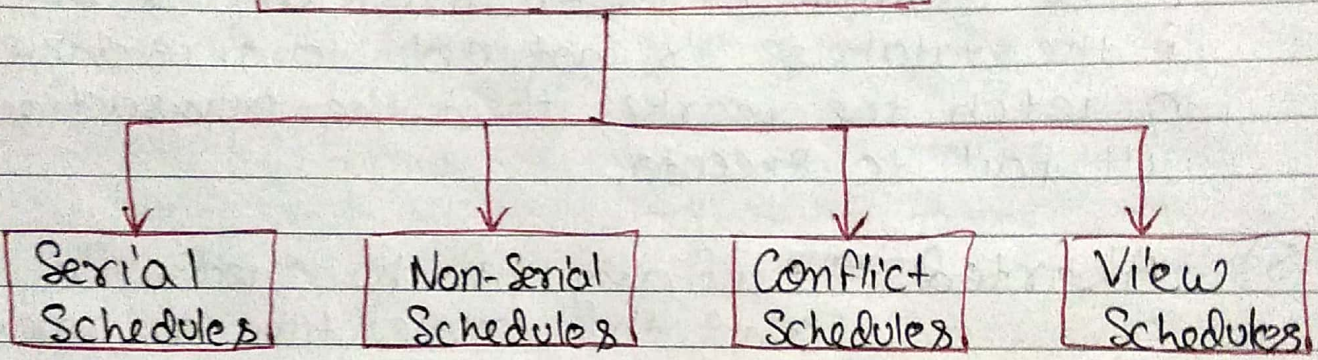 Serial
Schedules
Non-Serial
Schedules
Conflict
Schedules
View
Schedules